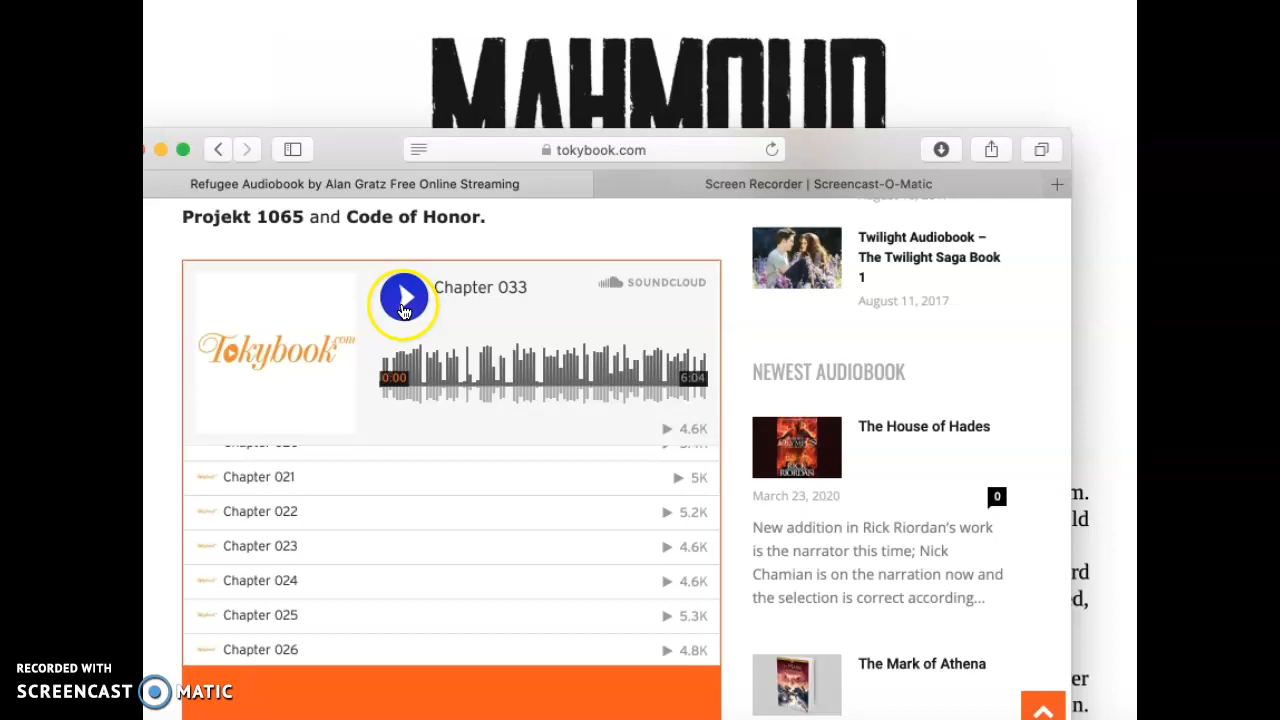 MAHMOUD
tokybook.com
Refugee Audiobook by Alan Gratz Free Online Streaming
Screen Recorder | Screencast-O-Matic
Projekt 1065 and Code of Honor.
Chapter 033
SOUNDCLOUD
Tokybook.com
0:00
6:04
4.6K
Chapter 021
5K
Chapter 022
5.2K
Chapter 023
4.6K
Chapter 024
4.6K
Chapter 025
5.3K
Chapter 026
4.8K
Twilight Audiobook –
The Twilight Saga Book
1
August 11, 2017
NEWEST AUDIOBOOK
The House of Hades
March 23, 2020
0
New addition in Rick Riordan's work
is the narrator this time; Nick
Chamian is on the narration now and
the selection is correct according...
The Mark of Athena
m.
ld
rd
ed,
er
n.
RECORDED WITH
SCREENCAST MATIC